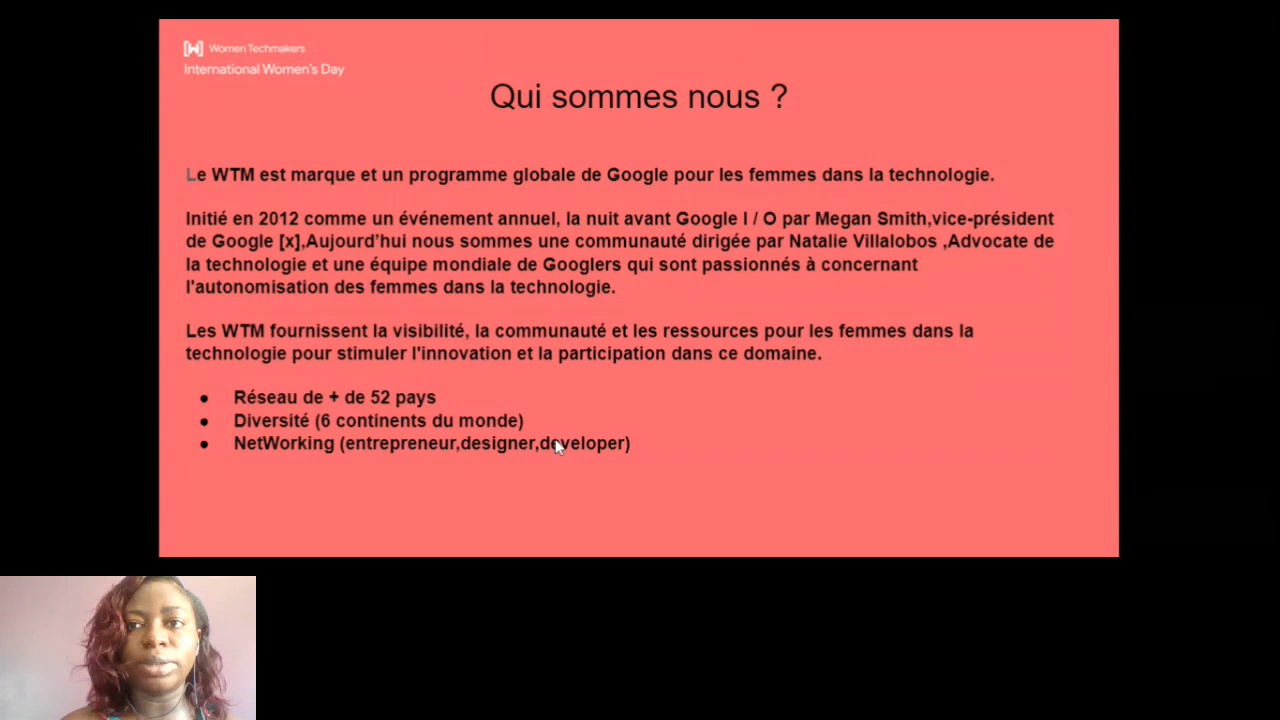 [W] Women Techmakers
International Women's Day
Qui sommes nous ?
Le WTM est marque et un programme globale de Google pour les femmes dans la technologie.
Initié en 2012 comme un événement annuel, la nuit avant Google I / O par Megan Smith,vice-président
de Google [x],Aujourd'hui nous sommes une communauté dirigée par Natalie Villalobos ,Advocate de
la technologie et une équipe mondiale de Googlers qui sont passionnés à concernant
l'autonomisation des femmes dans la technologie.
Les WTM fournissent la visibilité, la communauté et les ressources pour les femmes dans la
technologie pour stimuler l'innovation et la participation dans ce domaine.
● Réseau de + de 52 pays
● Diversité (6 continents du monde)
● NetWorking (entrepreneur,designer,developer)